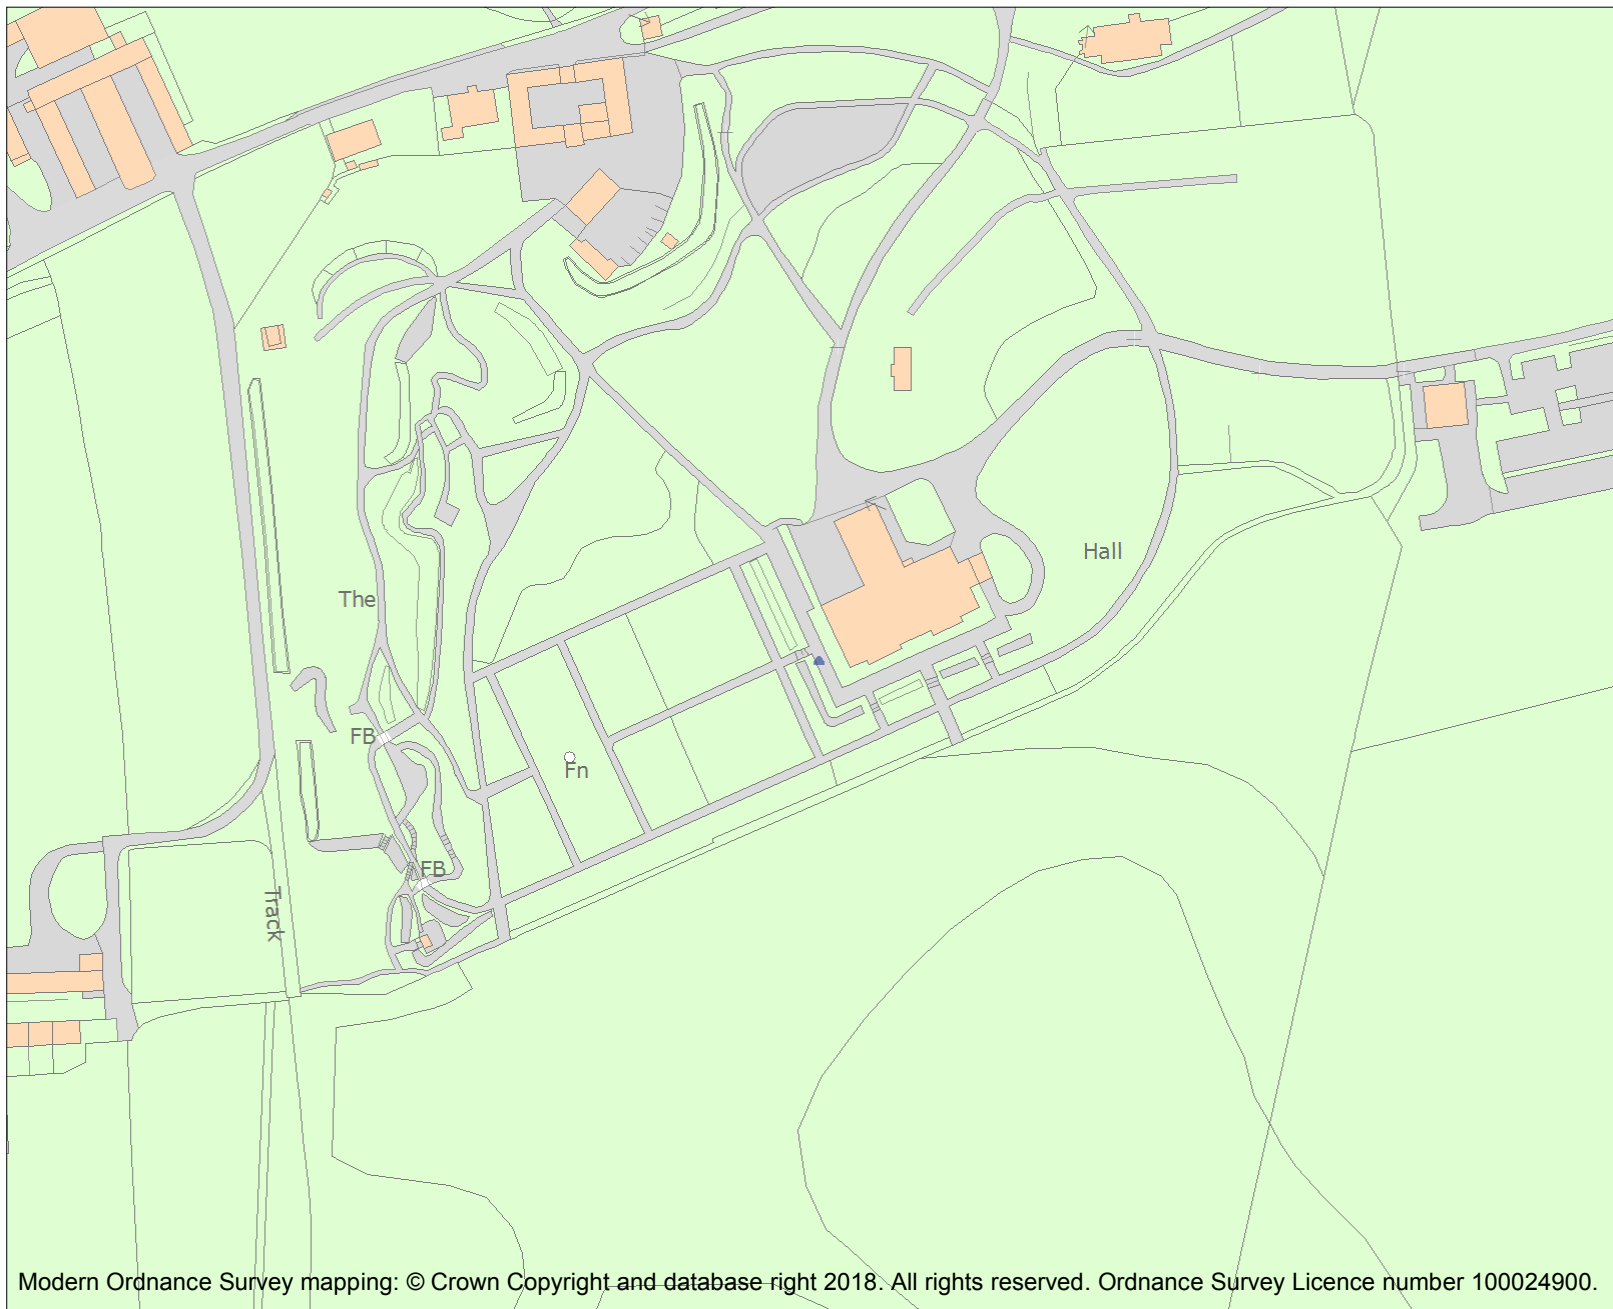 Hall
The
FB
Fn
FB
Track
Modern Ordnance Survey mapping: © Crown Copyright and database right 2018. All rights reserved. Ordnance Survey Licence number 100024900.